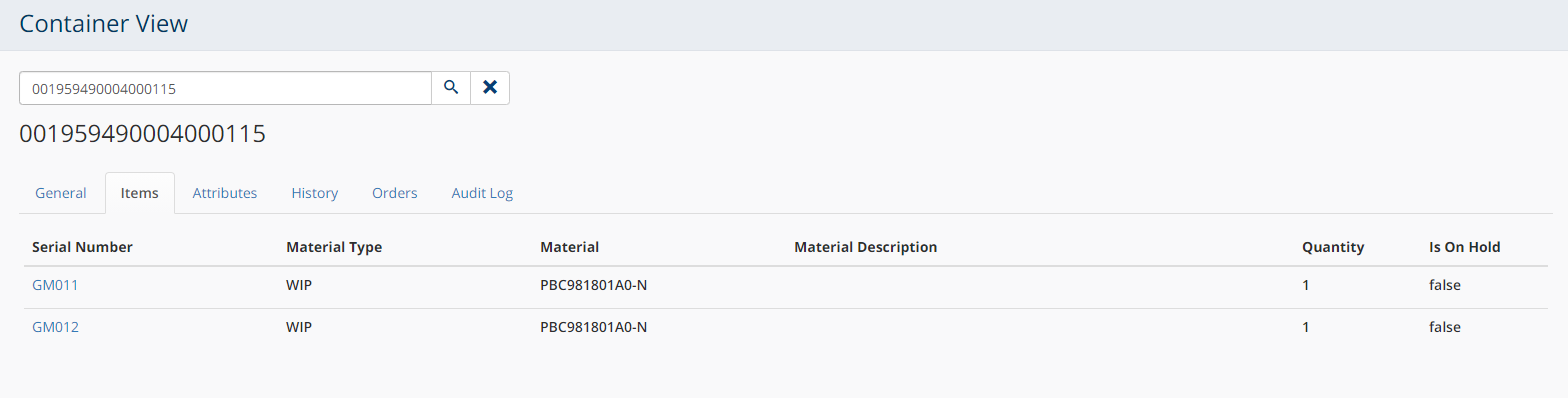 Container View
001959490004000115
001959490004000115
General Items Attributes History Orders Audit Log
Serial Number Material Type Material Material Description Quantity Is On Hold
GM011 WIP PBC981801A0-N 1 false
GM012 WIP PBC981801A0-N 1 false